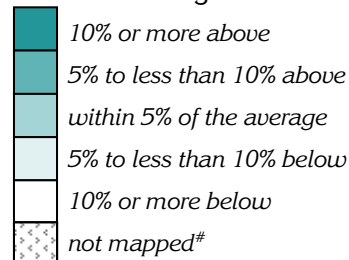 10% or more above
5% to less than 10% above
within 5% of the average
5% to less than 10% below
10% or more below
not mapped#